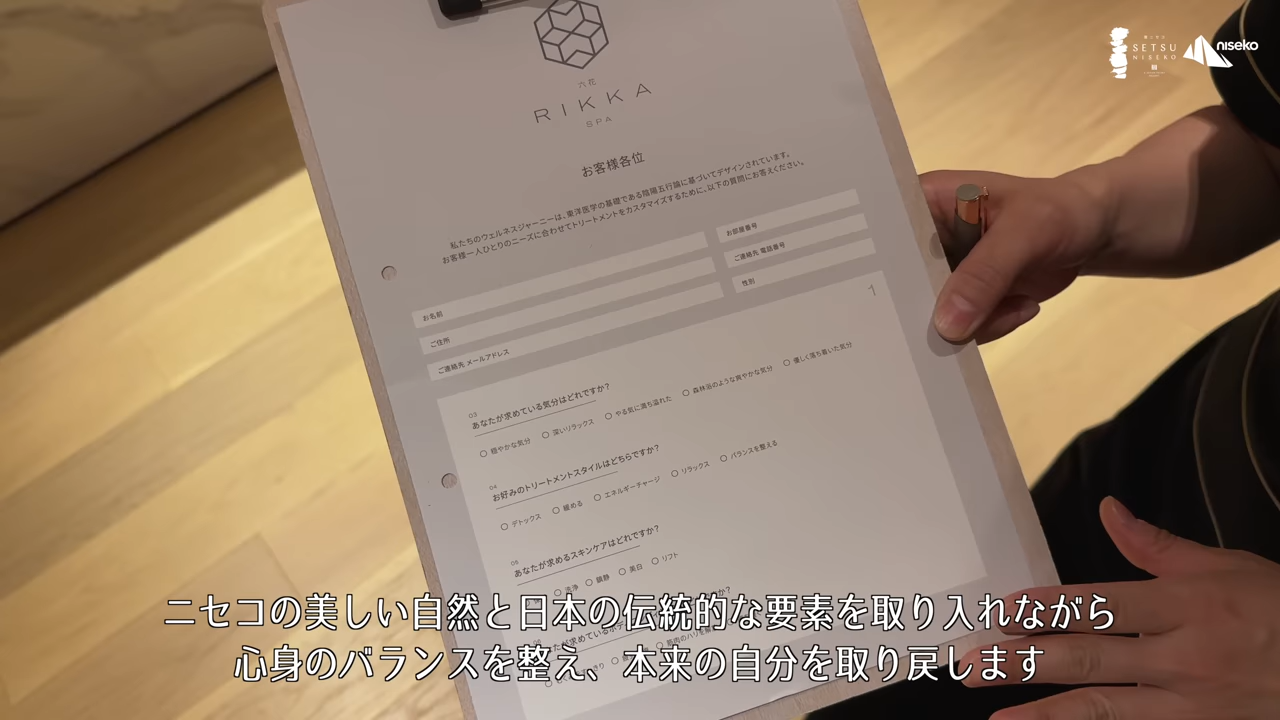 六花
RIKKA
SPA
SETSU
NISEKO
niseko
お客様各位
私たちのウェルネスジャーニーは、東洋医学の基礎である陰陽五行論に基づいてデザインされています。
お客様一人ひとりのニーズに合わせてトリートメントをカスタマイズするために、以下の質問にお答えください。
お名前
お部屋番号
ご住所
ご連絡先 電話番号
ご連絡先 メールアドレス
性別
1
03
あなたが求めている気分はどれですか?
穏やかな気分 深いリラックス やる気に満ち溢れた 森林浴のような爽やかな気分 優しく落ち着いた気分
04
お好みのトリートメントスタイルはどちらですか?
デトックス 緩める エネルギーチャージ リラックス バランスを整える
05
あなたが求めるスキンケアはどれですか?
洗浄 鎮静 美白 リフト
ニセコの美しい自然と日本の伝統的な要素を取り入れながら
心身のバランスを整え、本来の自分を取り戻します